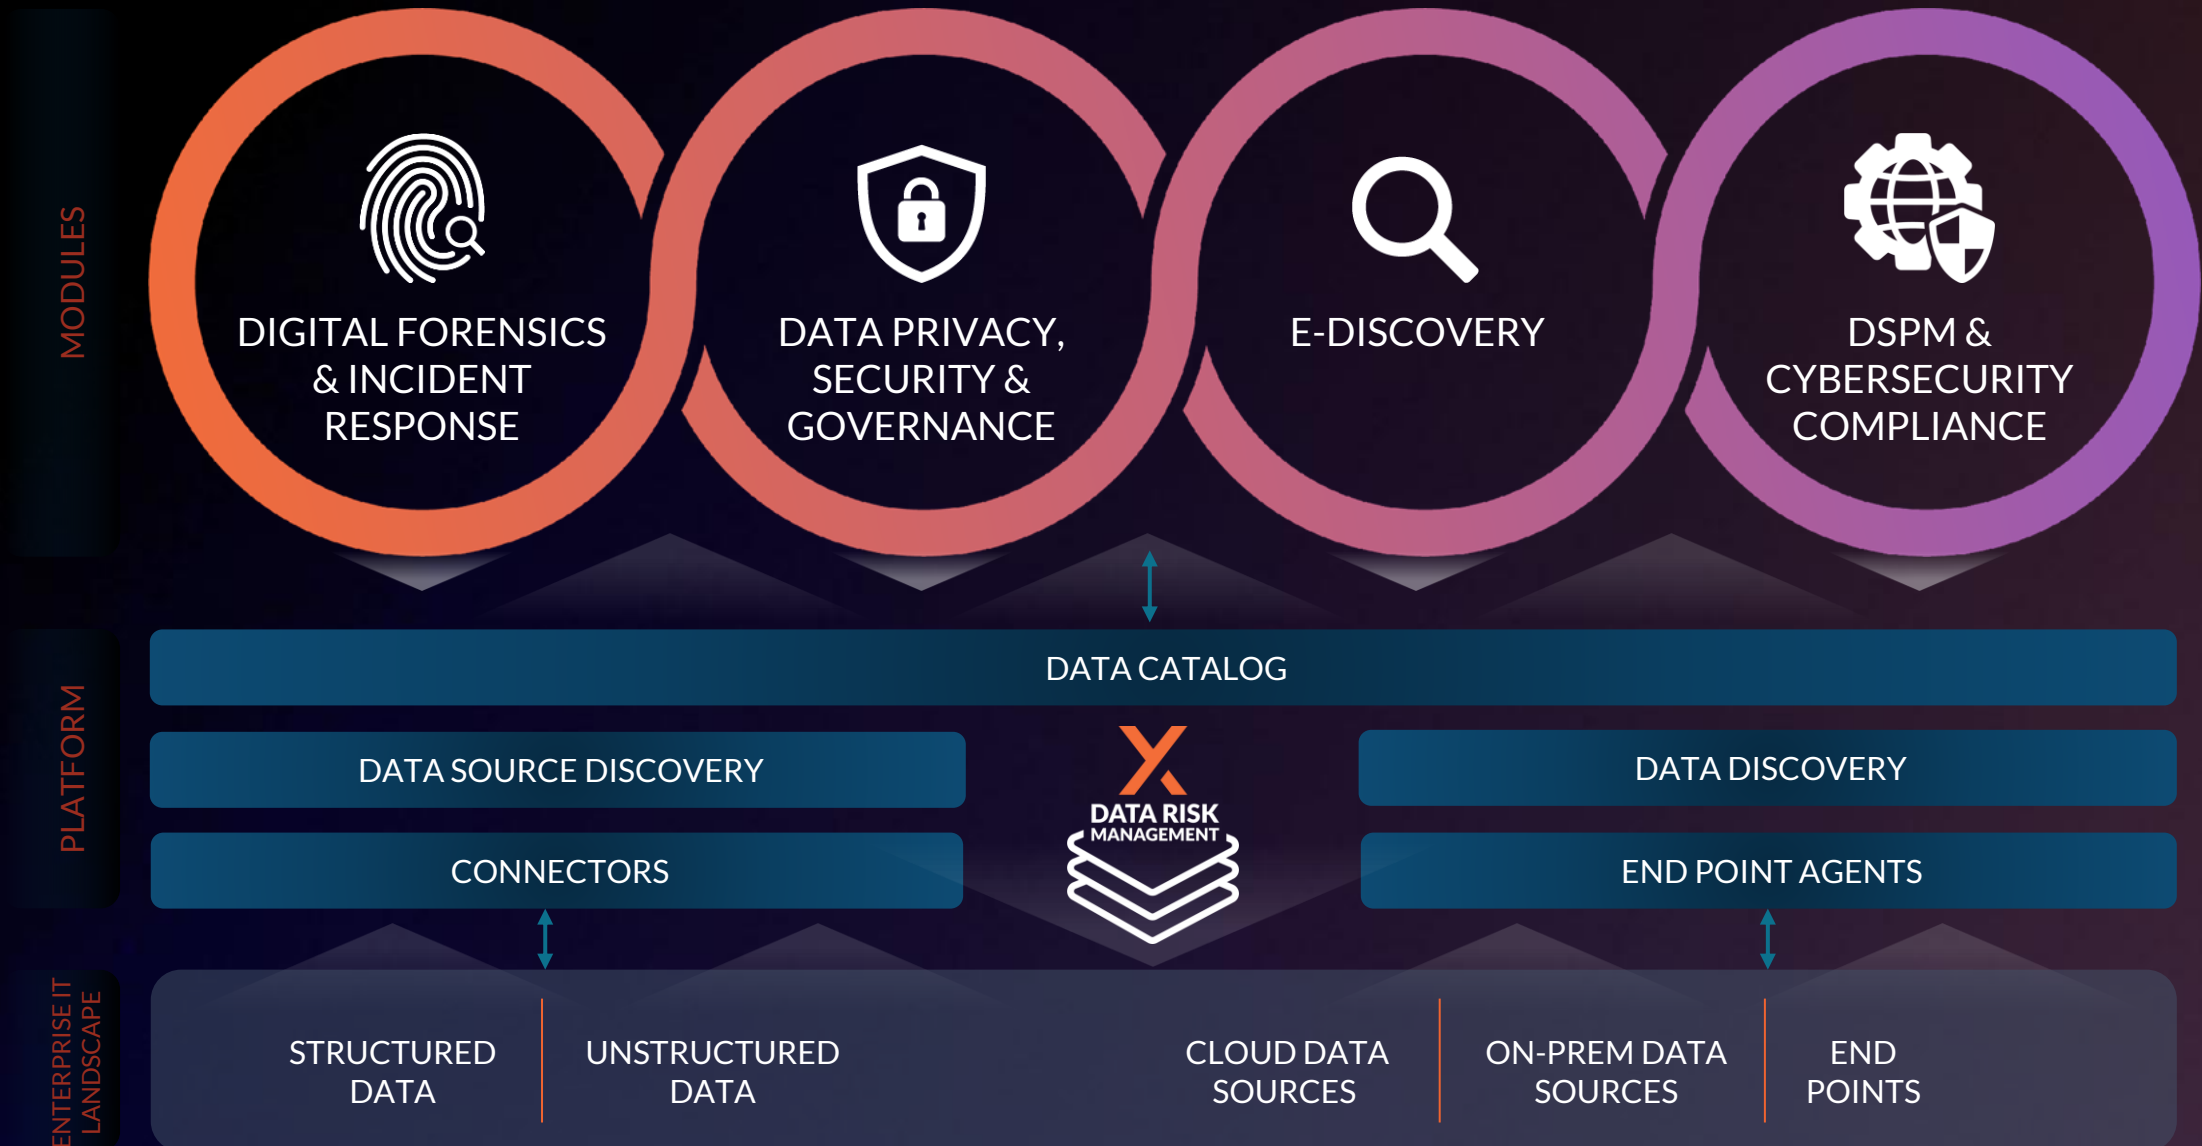 MODULES
DIGITAL FORENSICS
& INCIDENT
RESPONSE
DATA PRIVACY,
SECURITY &
GOVERNANCE
E-DISCOVERY
DSPM &
CYBERSECURITY
COMPLIANCE
PLATFORM
DATA CATALOG
DATA SOURCE DISCOVERY
DATA DISCOVERY
X
DATA RISK
MANAGEMENT
CONNECTORS
END POINT AGENTS
ENTERPRISE IT
LANDSCAPE
STRUCTURED
DATA
UNSTRUCTURED
DATA
CLOUD DATA
SOURCES
ON-PREM DATA
SOURCES
END
POINTS